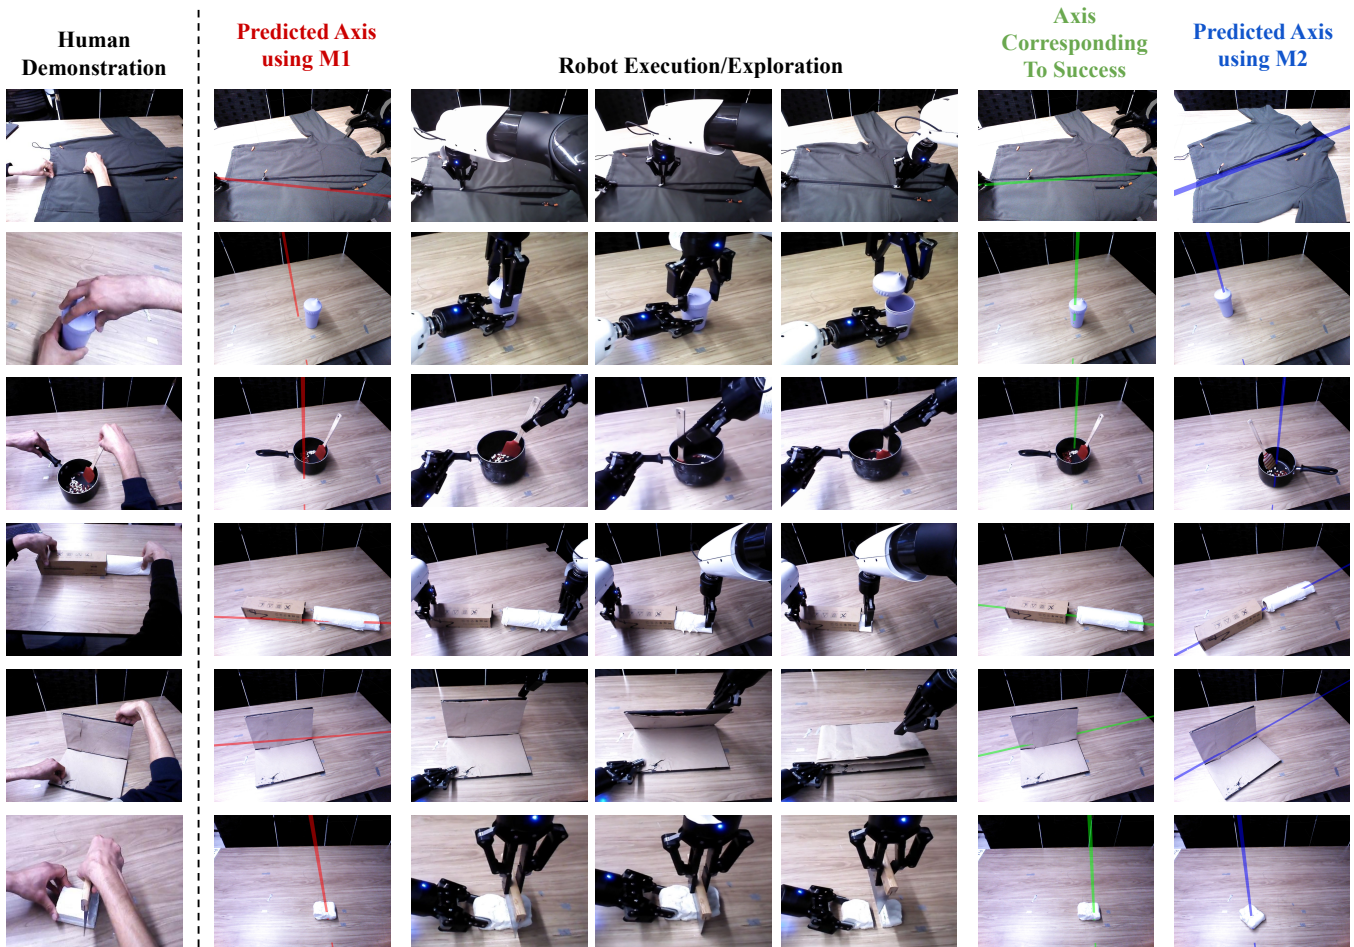 Human
Demonstration
Predicted Axis
using M1
Robot Execution/Exploration
Axis
Corresponding
To Success
Predicted Axis
using M2